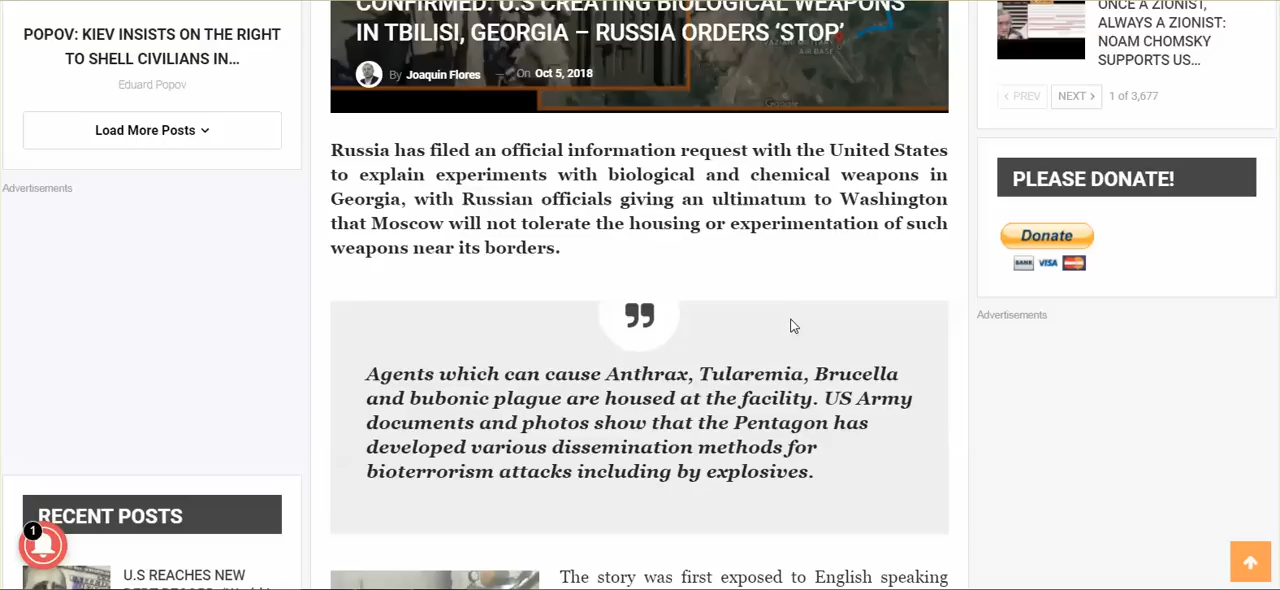 POPOV: KIEV INSISTS ON THE RIGHT
TO SHELL CIVILIANS IN...
Eduard Popov
Load More Posts
Advertisements
RECENT POSTS
1
U.S REACHES NEW
CONFIRMED: U.S CREATING BIOLOGICAL WEAPONS
IN TBILISI, GEORGIA – RUSSIA ORDERS ‘STOP’
By Joaquin Flores — On Oct 5, 2018
AIR BASE
Google
Russia has filed an official information request with the United States
to explain experiments with biological and chemical weapons in
Georgia, with Russian officials giving an ultimatum to Washington
that Moscow will not tolerate the housing or experimentation of such
weapons near its borders.
Agents which can cause Anthrax, Tularemia, Brucella
and bubonic plague are housed at the facility. US Army
documents and photos show that the Pentagon has
developed various dissemination methods for
bioterrorism attacks including by explosives.
The story was first exposed to English speaking
ONCE A ZIONIST,
ALWAYS A ZIONIST:
NOAM CHOMSKY
SUPPORTS US...
PREV NEXT 1 of 3,677
PLEASE DONATE!
Donate
BANK VISA
Advertisements